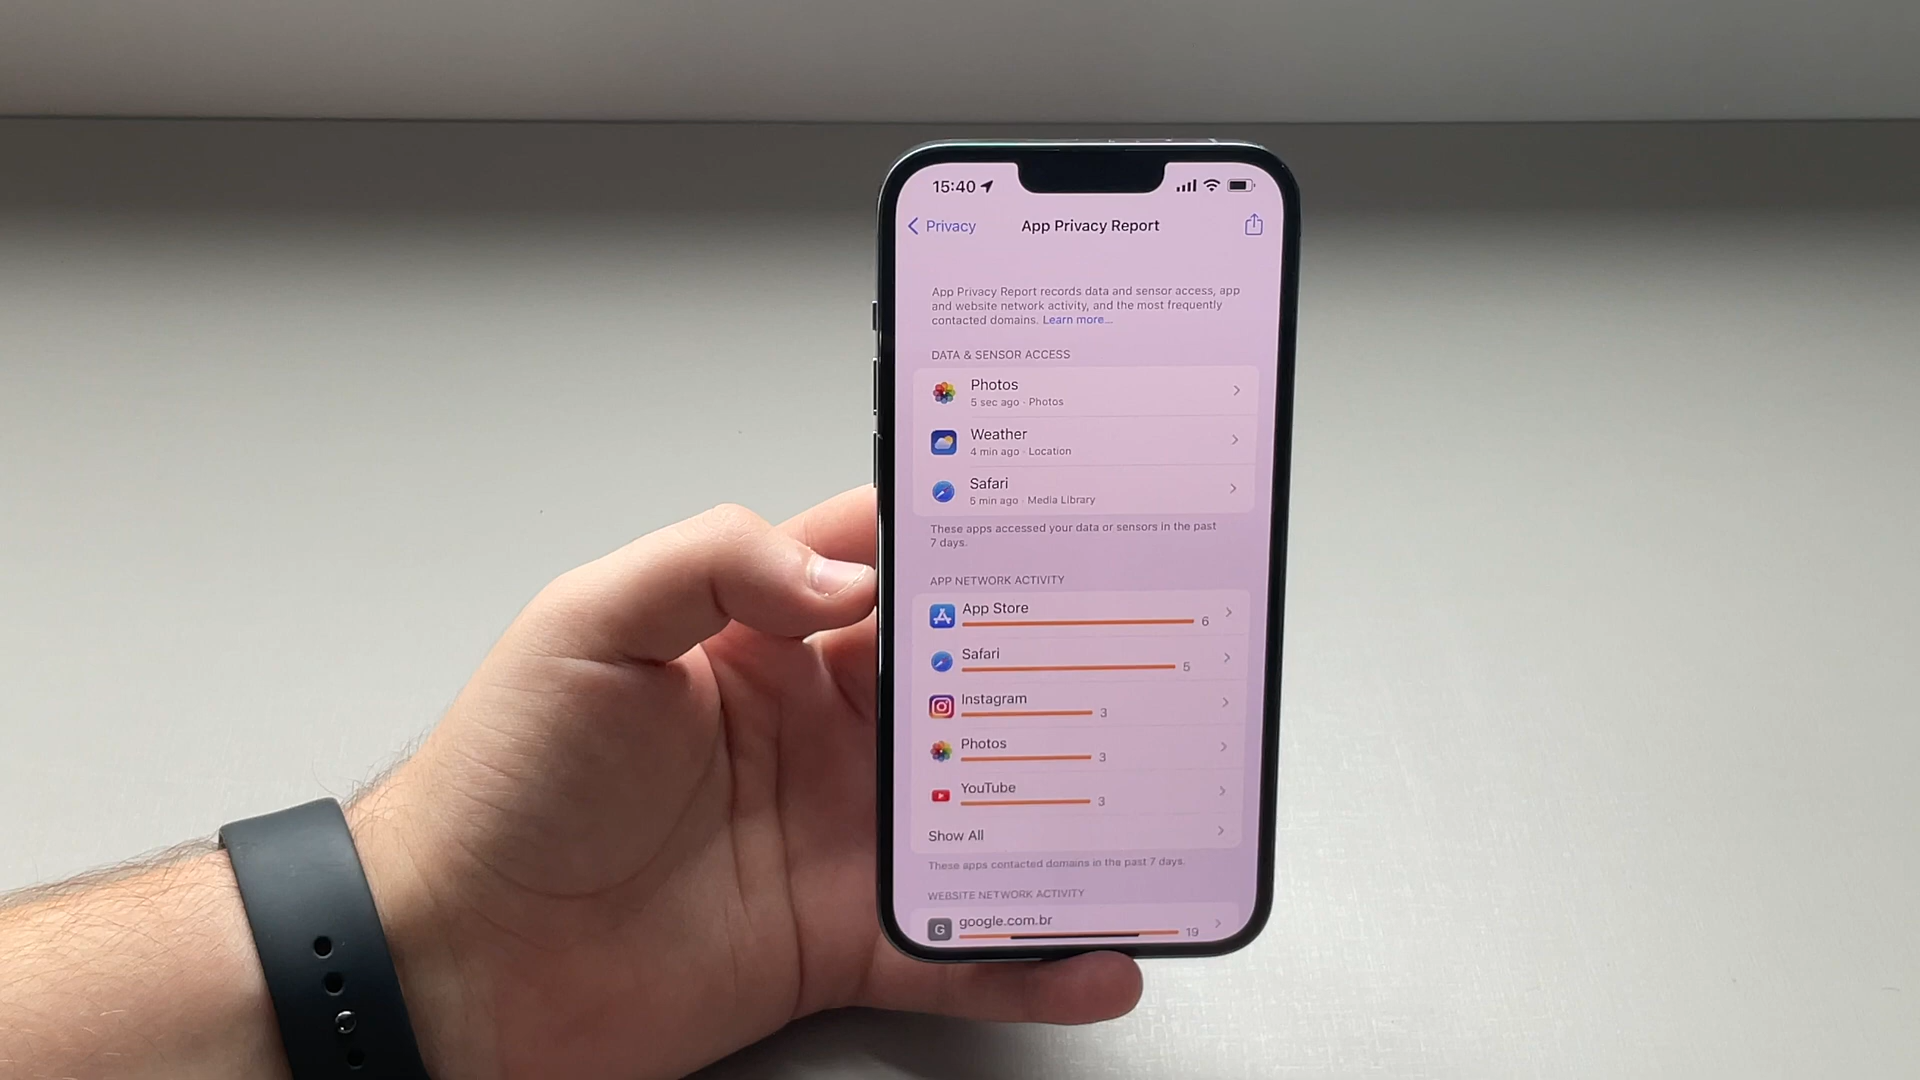 15:40
Privacy
App Privacy Report
App Privacy Report records data and sensor access, app
and website network activity, and the most frequently
contacted domains. Learn more...
DATA & SENSOR ACCESS
Photos
5 sec ago · Photos
Weather
4 min ago · Location
Safari
5 min ago · Media Library
These apps accessed your data or sensors in the past
7 days.
APP NETWORK ACTIVITY
App Store
6
Safari
5
Instagram
3
Photos
3
YouTube
3
Show All
These apps contacted domains in the past 7 days.
WEBSITE NETWORK ACTIVITY
G
google.com.br
19